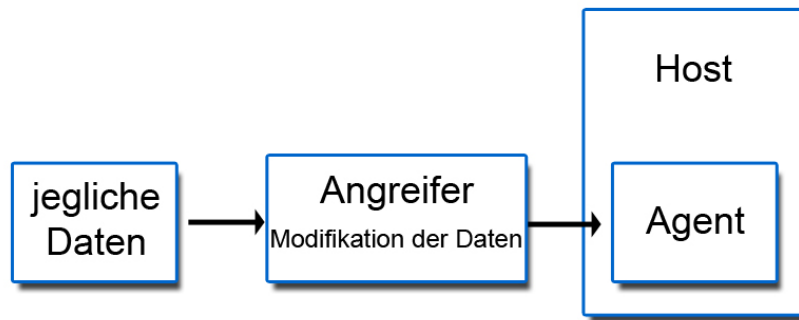 jegliche
Daten
Angreifer
Modifikation der Daten
Host
Agent